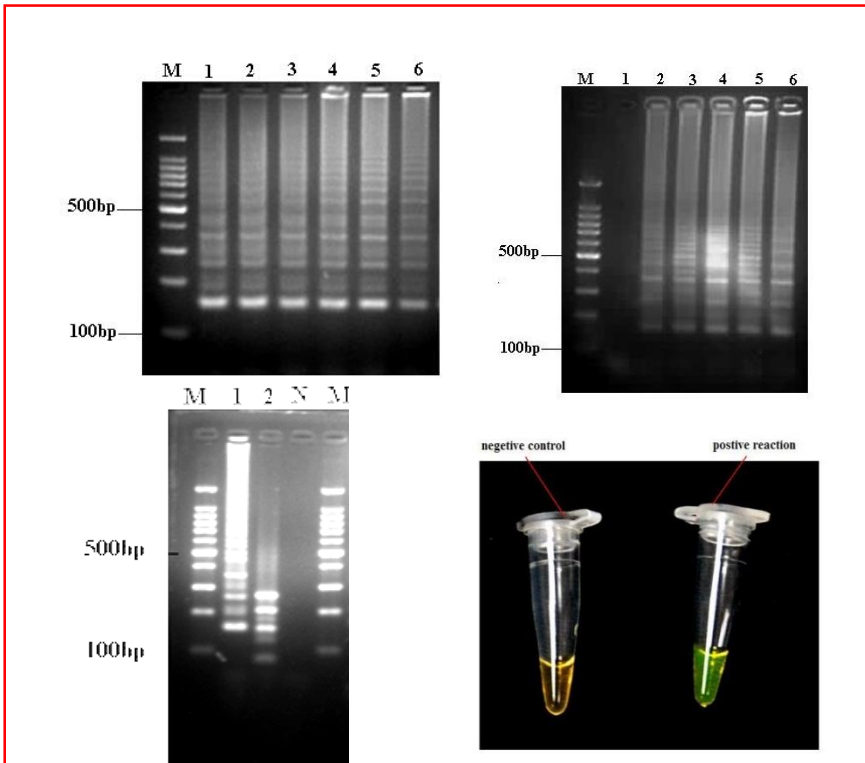 M 1 2 3 4 5 6
500bp
100bp
M 1 2 3 4 5 6
500bp
100bp
M 1 2 N M
500bp
100bp
negetive control
postive reaction